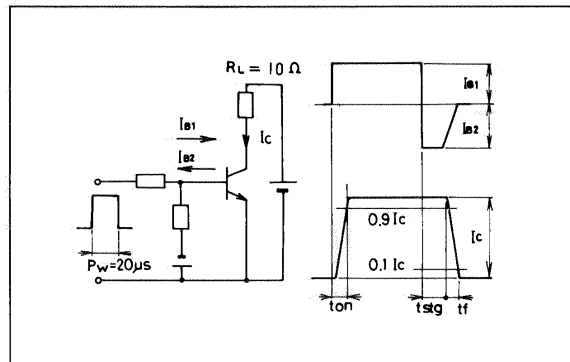 RL = 10 Ω
IB1
IB2
Ic
PW=20μs
IB1
IB2
0.9 Ic
Ic
0.1 Ic
ton
tstg
tf